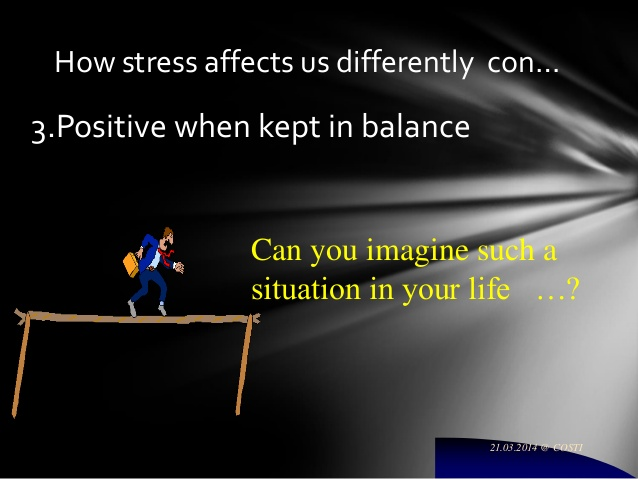 How stress affects us differently con…
3.Positive when kept in balance
Can you imagine such a
situation in your life …?
21.03.2014 @ COSTI